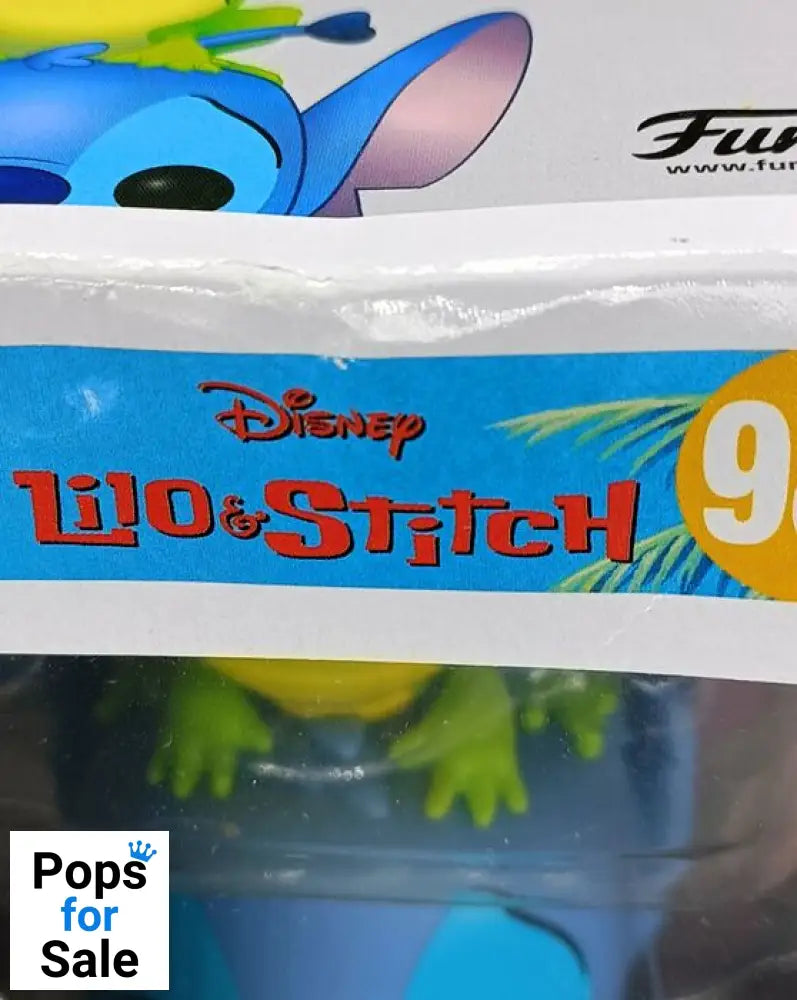 Disney
Lilo & Stitch
Pops
for
Sale